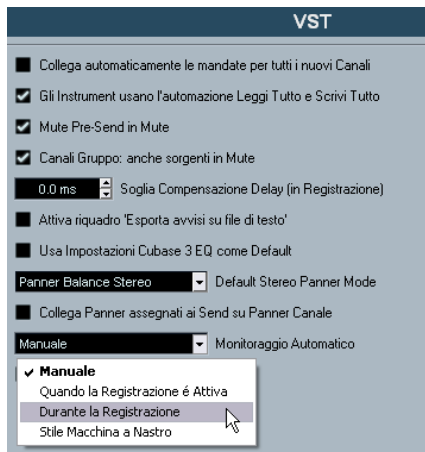 VST
Collega automaticamente le mandate per tutti i nuovi Canali
Gli Instrument usano l'automazione Leggi Tutto e Scrivi Tutto
Mute Pre-Send in Mute
Canali Gruppo: anche sorgenti in Mute
0.0 ms Soglia Compensazione Delay (in Registrazione)
Attiva riquadro 'Esporta avvisi su file di testo'
Usa Impostazioni Cubase 3 EQ come Default
Panner Balance Stereo Default Stereo Panner Mode
Collega Panner assegnati ai Send su Panner Canale
Manuale Monitoraggio Automatico
Manuale
Quando la Registrazione é Attiva
Durante la Registrazione
Stile Macchina a Nastro